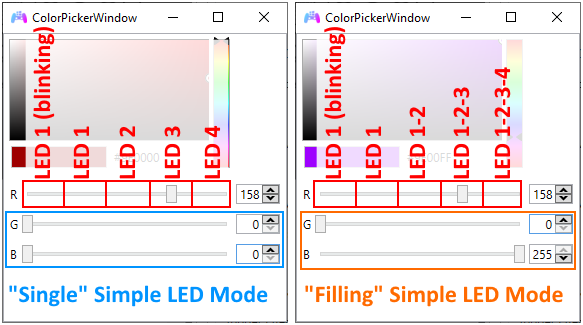 ColorPickerWindow
LED 1 (blinking)
LED 1
LED 2
LED 3
LED 4
R
158
G
0
B
0
"Single" Simple LED Mode
ColorPickerWindow
LED 1 (blinking)
LED 1
LED 1-2
LED 1-2-3
LED 1-2-3-4
R
158
G
0
B
255
"Filling" Simple LED Mode